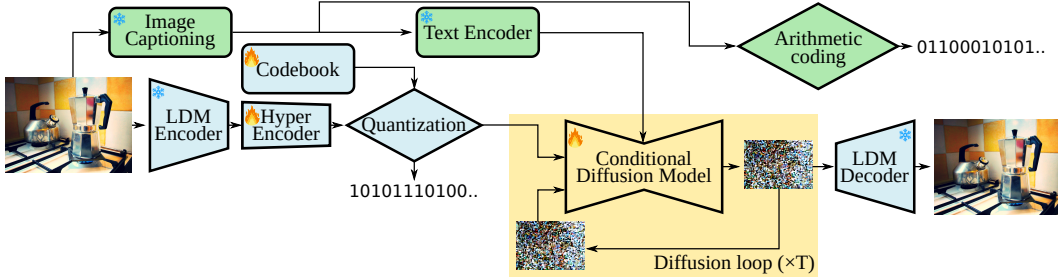 Image
Captioning
Text Encoder
Arithmetic
coding
01100010101..
Codebook
LDM
Encoder
Hyper
Encoder
Quantization
10101110100..
Conditional
Diffusion Model
LDM
Decoder
Diffusion loop (×T)